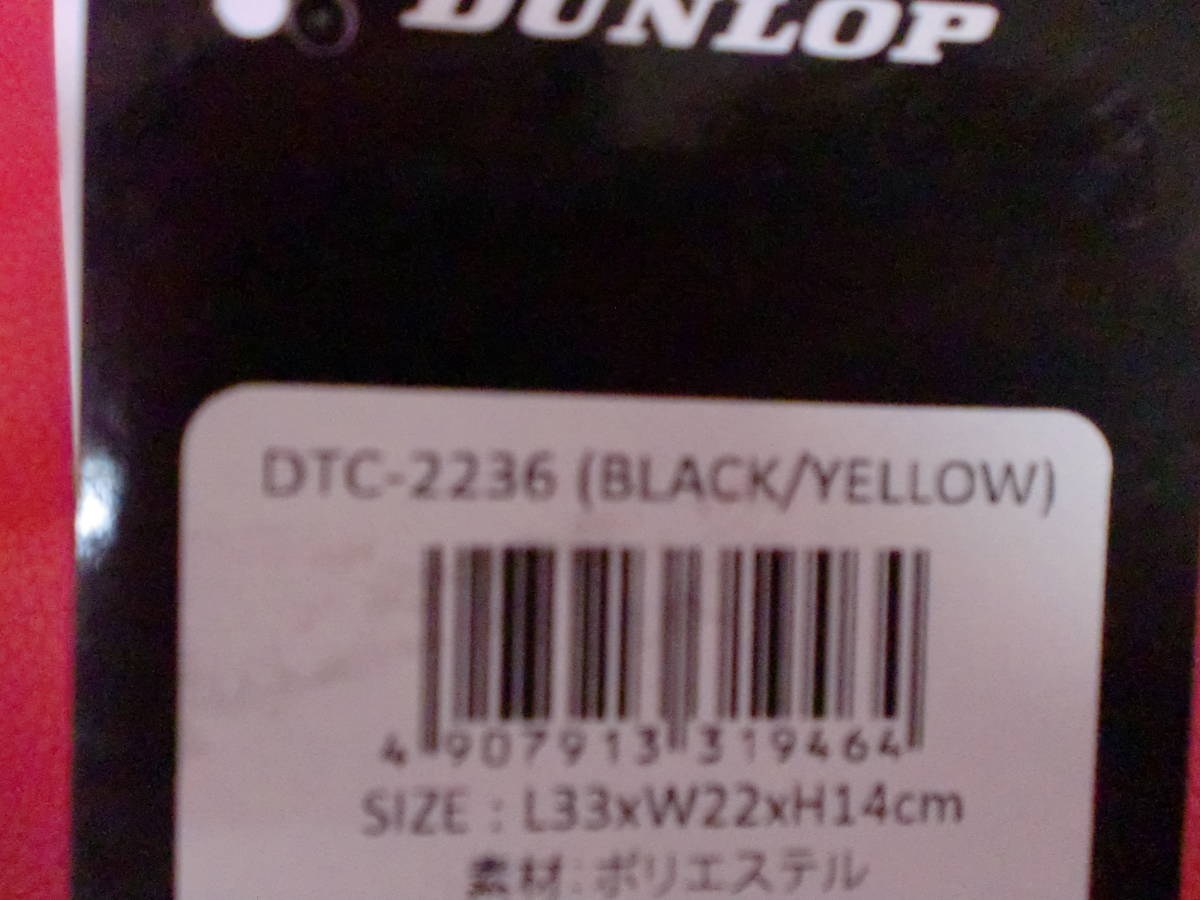 DUNLOP
DTC-2236 (BLACK/YELLOW)
4 907913 319464
SIZE : L33xW22xH14cm
素材:ポリエステル